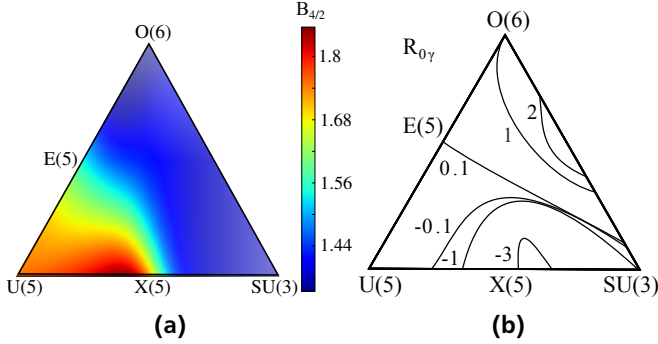 B4/2
O(6)
1.8
1.68
E(5)
1.56
1.44
U(5)
X(5)
SU(3)
(a)
O(6)
R0γ
2
1
E(5)
0.1
-0.1
-1
-3
U(5)
X(5)
SU(3)
(b)